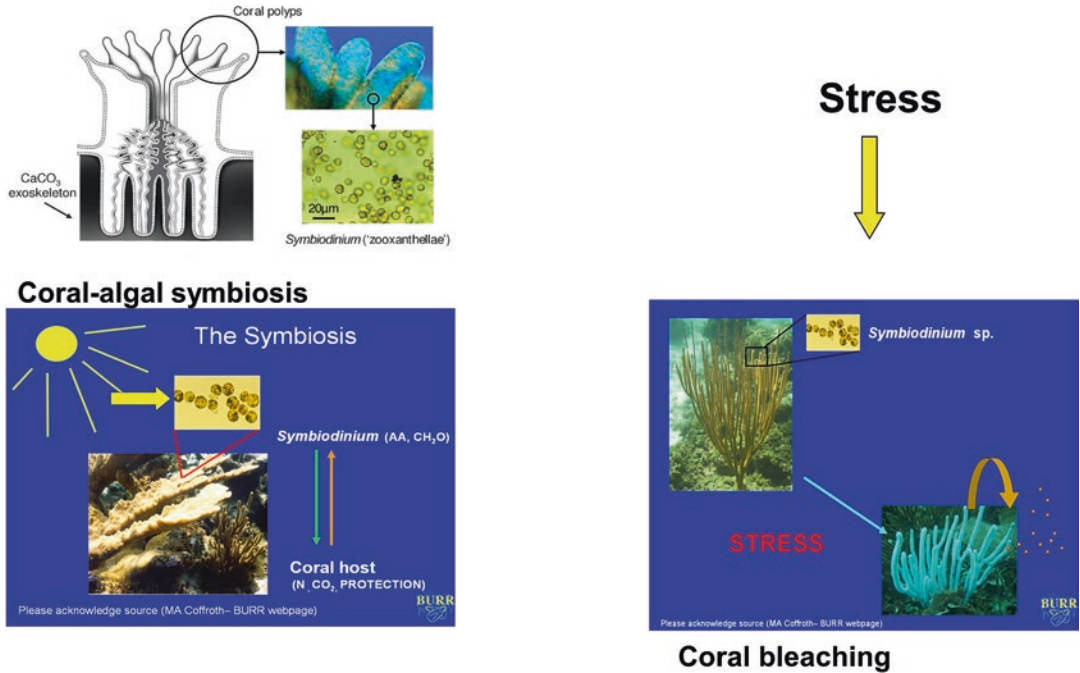 Coral polyps
CaCO₃
exoskeleton
20µm
Symbiodinium ('zooxanthellae')
Coral-algal symbiosis
The Symbiosis
Symbiodinium (AA, CH₂O)
Coral host
(N , CO₂, PROTECTION)
Please acknowledge source (MA Coffroth– BURR webpage)
BURR
Stress
Symbiodinium sp.
STRESS
Please acknowledge source (MA Coffroth– BURR webpage)
BURR
Coral bleaching